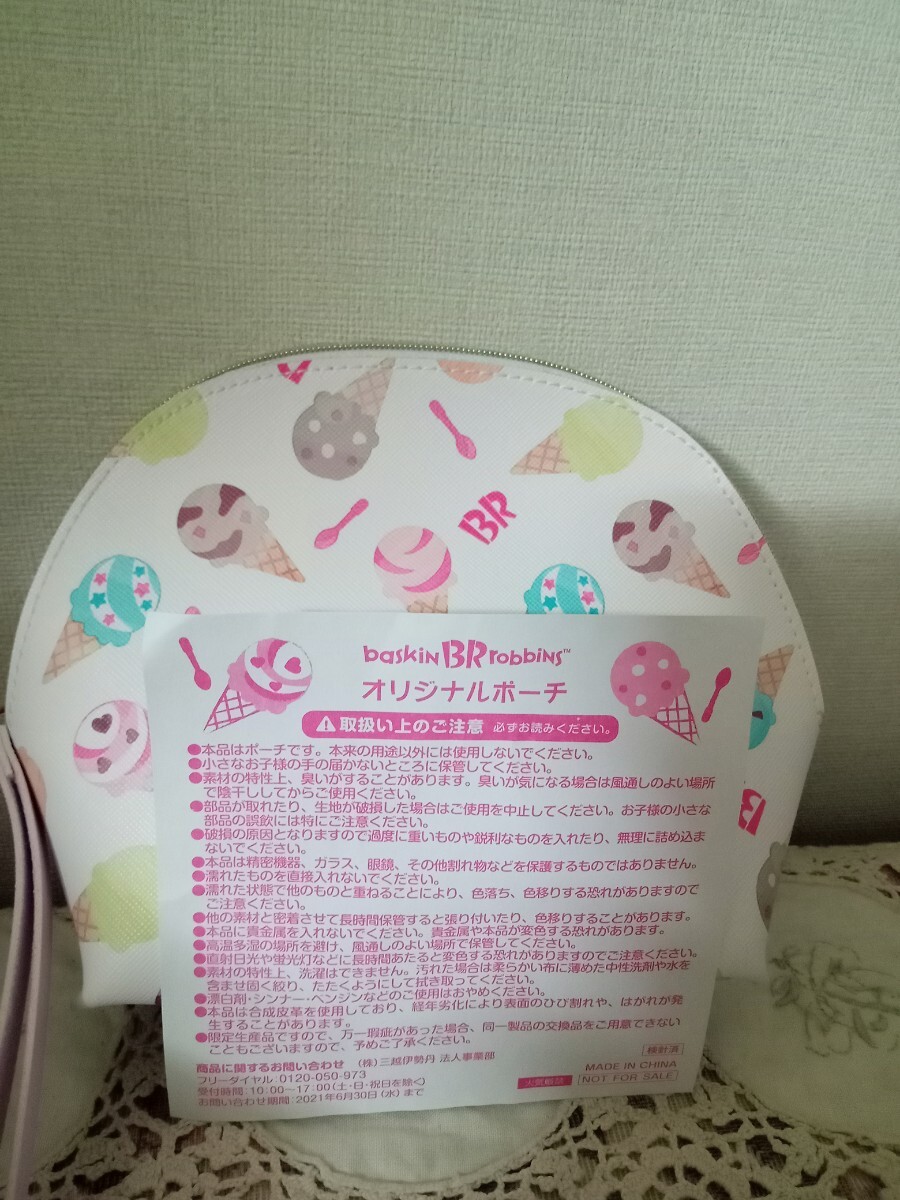 BR
baskin BR robbins™
オリジナルポーチ
取扱い上のご注意 必ずお読みください。
●本品はポーチです。本来の用途以外には使用しないでください。
●小さなお子様の手の届かないところに保管してください。
●素材の特性上、臭いがすることがあります。臭いが気になる場合は風通しのよい場所
で陰干ししてからご使用ください。
●部品が取れたり、生地が破損した場合はご使用を中止してください。お子様の小さな
部品の誤飲には特にご注意ください。
●破損の原因となりますので過度に重いものや鋭利なものを入れたり、無理に詰め込ま
ないでください。
●本品は精密機器、ガラス、眼鏡、その他割れ物などを保護するものではありません。
●濡れたものを直接入れないでください。
●濡れた状態で他のものと重ねることにより、色落ち、色移りする恐れがありますので
ご注意ください。
●他の素材と密着させて長時間保管すると張り付いたり、色移りすることがあります。
●本品に貴金属を入れないでください。貴金属や本品が変色する恐れがあります。
●高温多湿の場所を避け、風通しのよい場所で保管してください。
●直射日光や蛍光灯などに長時間あたると変色する恐れがありますのでご注意ください。
●素材の特性上、洗濯はできません。汚れた場合は柔らかい布に薄めた中性洗剤や水を
含ませ固く絞り、たたくようにして拭き取ってください。
●漂白剤・シンナー・ベンジンなどのご使用はおやめください。
●本品は合成皮革を使用しており、経年劣化により表面のひび割れや、はがれが発
生することがあります。
●限定生産品ですので、万一瑕疵があった場合、同一製品の交換品をご用意できない
こともございますので、予めご了承ください。
商品に関するお問い合わせ (株)三越伊勢丹 法人事業部
フリーダイヤル:0120-050-973
受付時間:10:00〜17:00(土・日・祝日を除く)
お問い合わせ期間:2021年6月30日(水)まで
検針済
MADE IN CHINA
火気厳禁 NOT FOR SALE